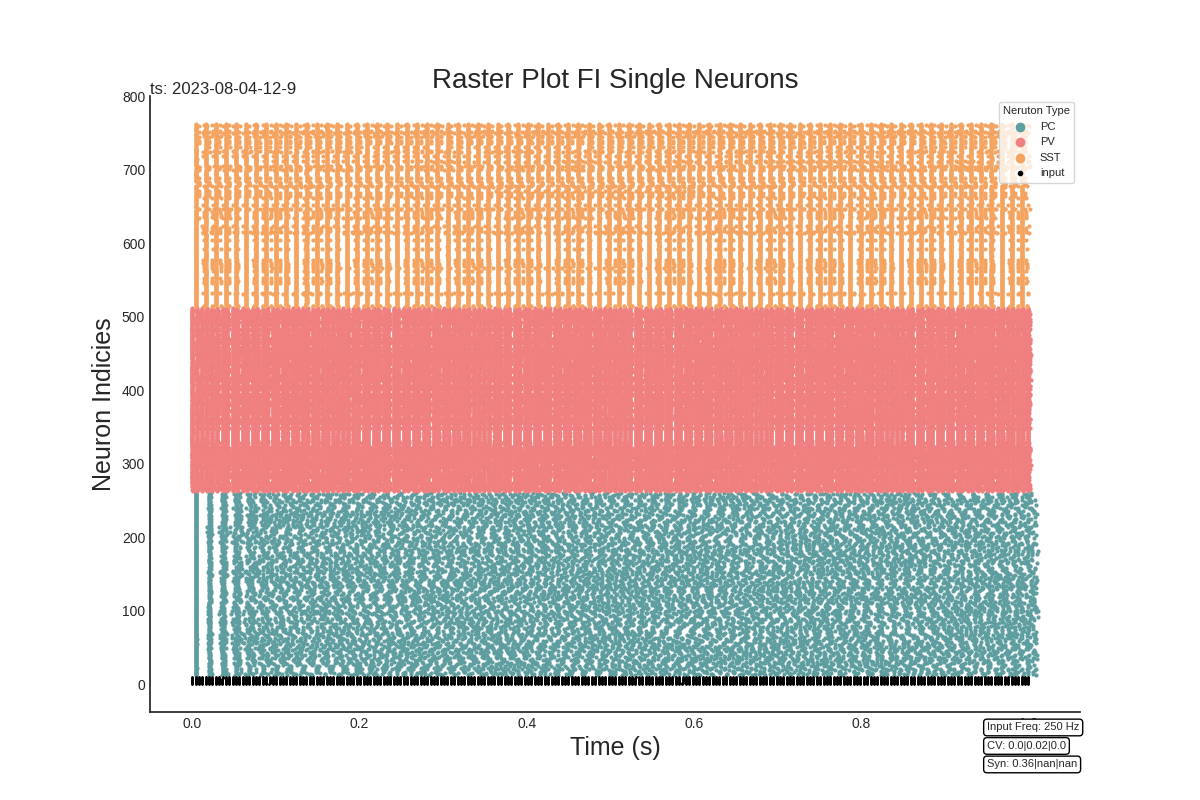 Raster Plot FI Single Neurons
ts: 2023-08-04-12-9
Neruton Type
PC
PV
SST
input
Neuron Indicies
800
700
600
500
400
300
200
100
0
0.0 0.2 0.4 0.6 0.8
Time (s)
Input Freq: 250 Hz
CV: 0.0|0.02|0.0
Syn: 0.36|nan|nan